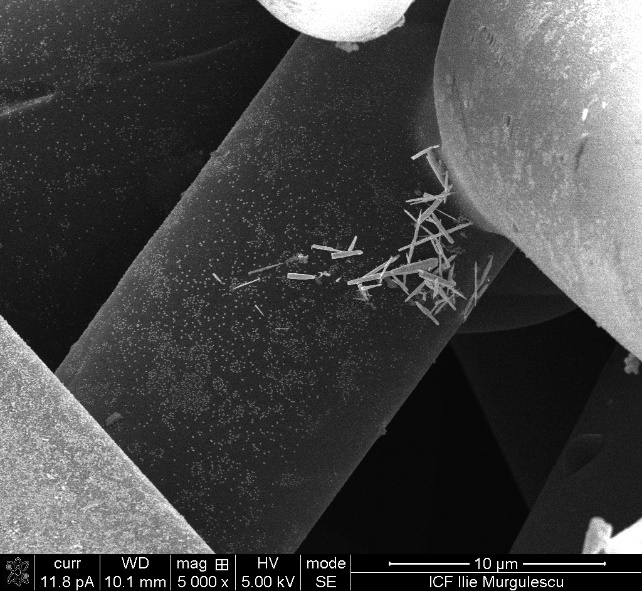 curr WD mag HV mode 10 µm
11.8 pA 10.1 mm 5 000 x 5.00 kV SE ICF Ilie Murgulescu